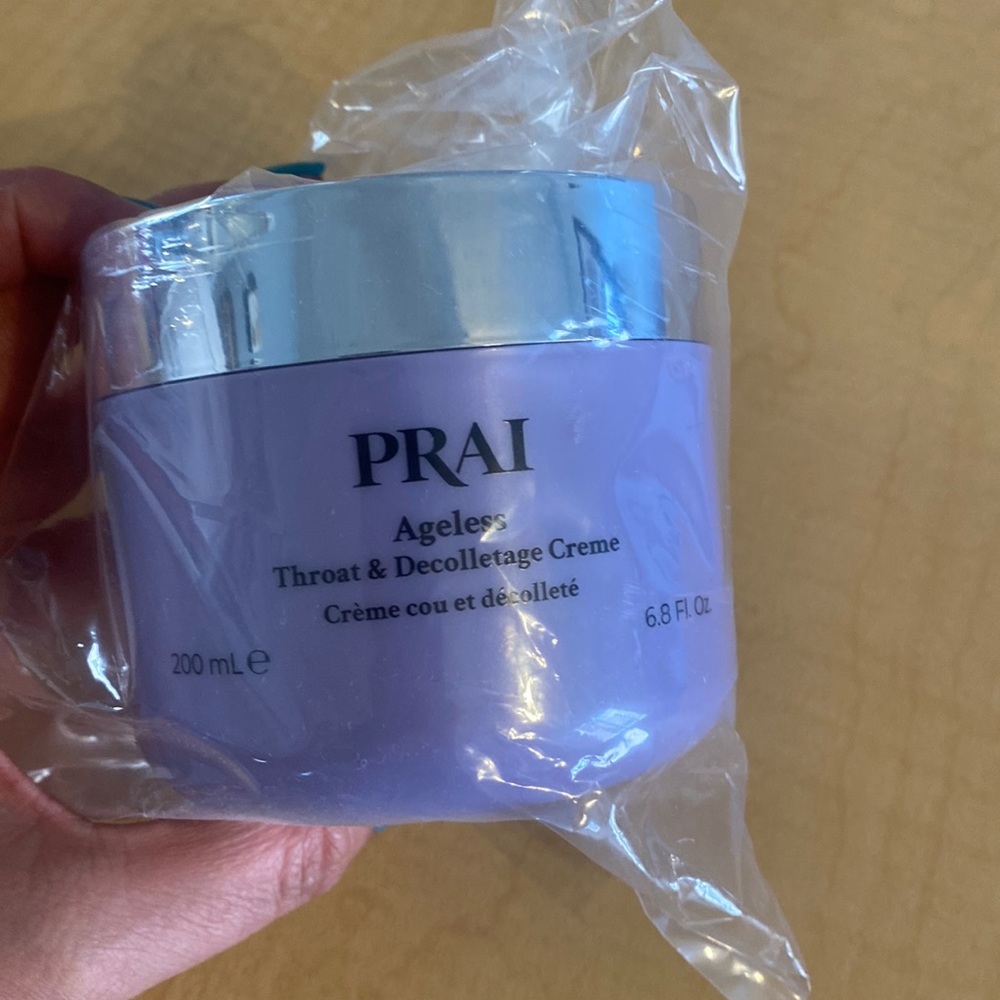 PRAI
Ageless
Throat & Decolletage Creme
Crème cou et décolleté
200 mL ℮
6.8 Fl. Oz.